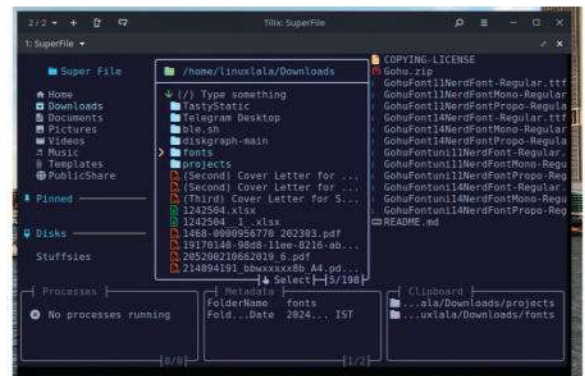 2/2
Tilix: SuperFile
1: SuperFile
Super File
Home
Downloads
Documents
Pictures
Videos
Music
Templates
PublicShare
Pinned
Disks
Stuffsies
/home/linuxlala/Downloads
(/) Type something
TastyStatic
Telegram Desktop
ble.sh
diskgraph-main
fonts
projects
(Second) Cover Letter for ...
(Second) Cover Letter for ...
(Third) Cover Letter for S...
1242504.xlsx
1242504__1_.xlsx
1468-0000956770_202303.pdf
19170140-98d8-11ee-8216-ab...
205200210662019_6.pdf
214894191_bbwxxxxx8b_A4.pd...
Select 5/198
COPYING-LICENSE
Gohu.zip
GohuFont11NerdFont-Regular.ttf
GohuFont11NerdFontMono-Regular
GohuFont11NerdFontPropo-Regula
GohuFont14NerdFont-Regular.ttf
GohuFont14NerdFontMono-Regular
GohuFont14NerdFontPropo-Regula
GohuFontuni11NerdFont-Regular.
GohuFontuni11NerdFontMono-Regu
GohuFontuni11NerdFontPropo-Reg
GohuFontuni14NerdFont-Regular.
GohuFontuni14NerdFontMono-Regu
GohuFontuni14NerdFontPropo-Reg
README.md
Processes
No processes running
0/0
Metadata
FolderName fonts
Fold...Date 2024... IST
1/2
Clipboard
...ala/Downloads/projects
...uxlala/Downloads/fonts